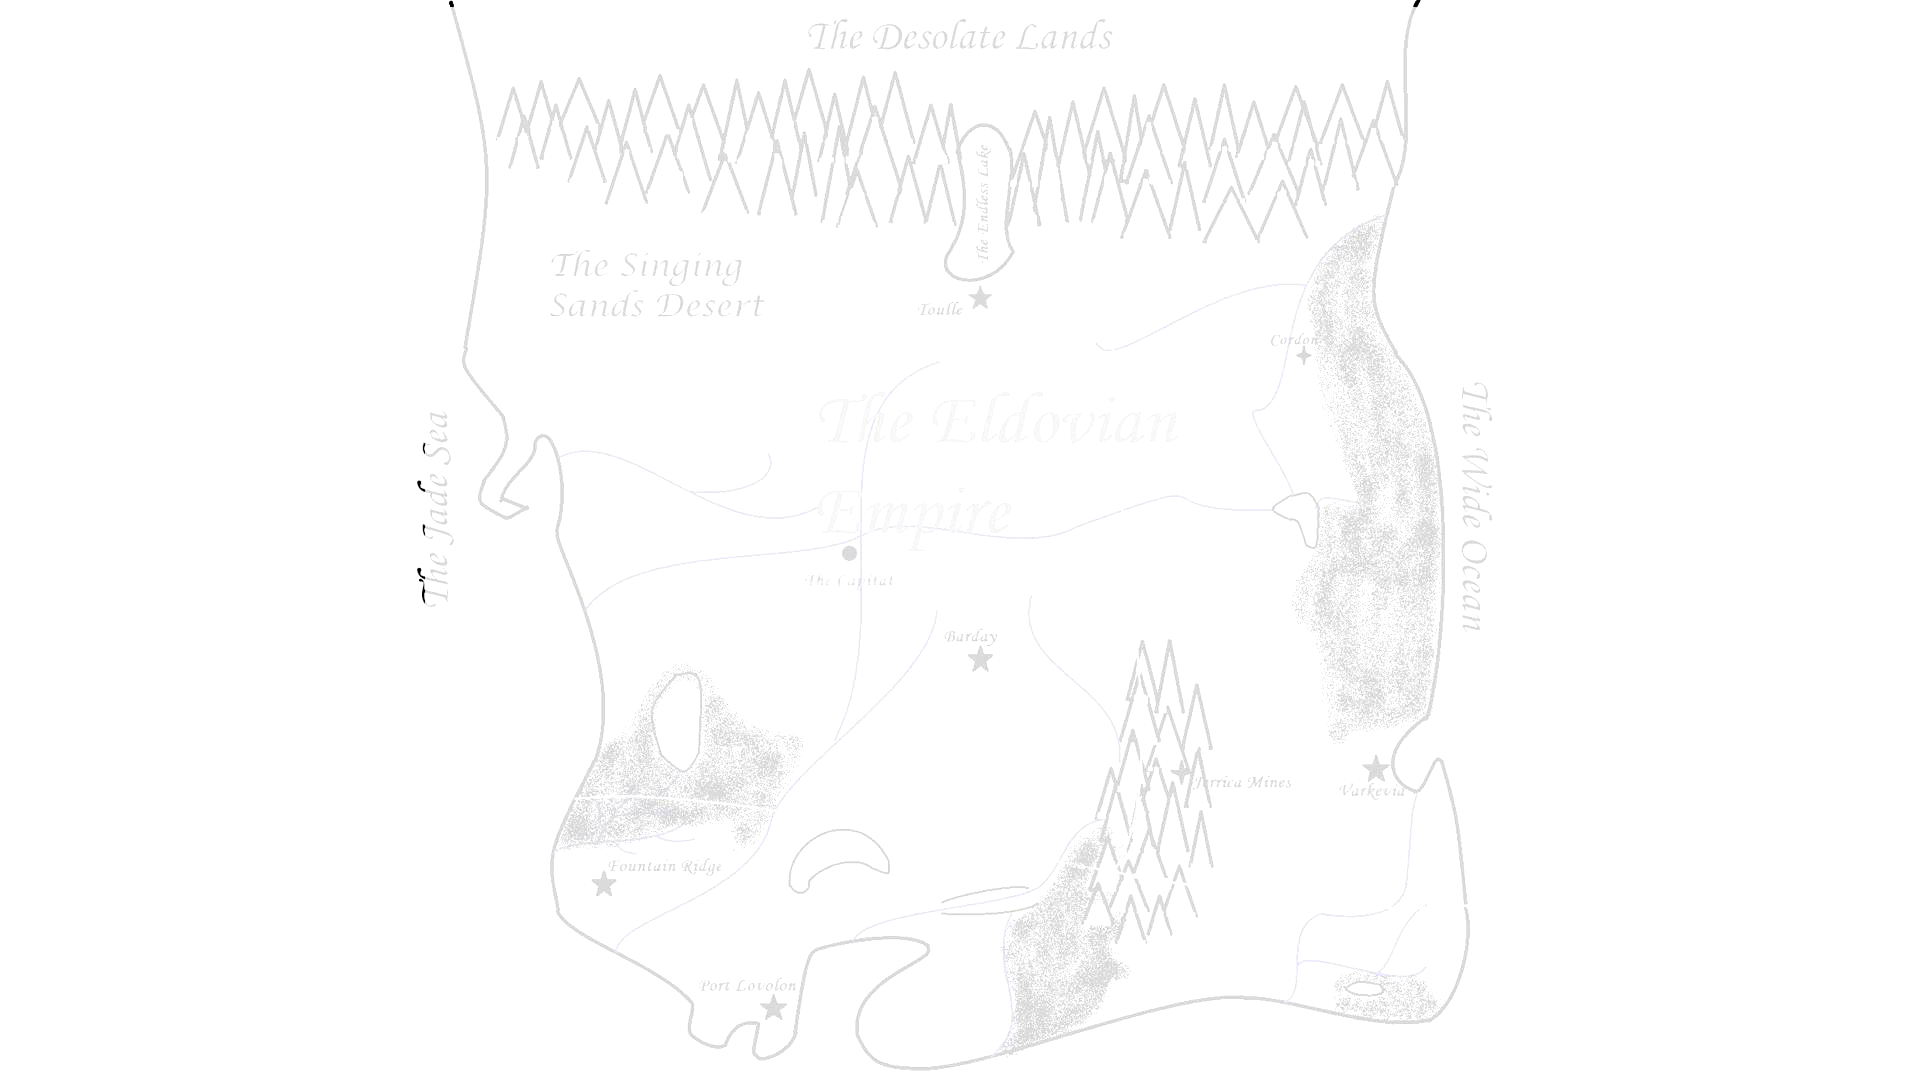 The Desolate Lands
The Endless Lake
The Singing
Sands Desert
Toulle
Cordon
The Eldovian
Empire
The Jade Sea
The Wide Ocean
The Capital
Barday
Jerrica Mines
Varkevia
Fountain Ridge
Port Lovolon